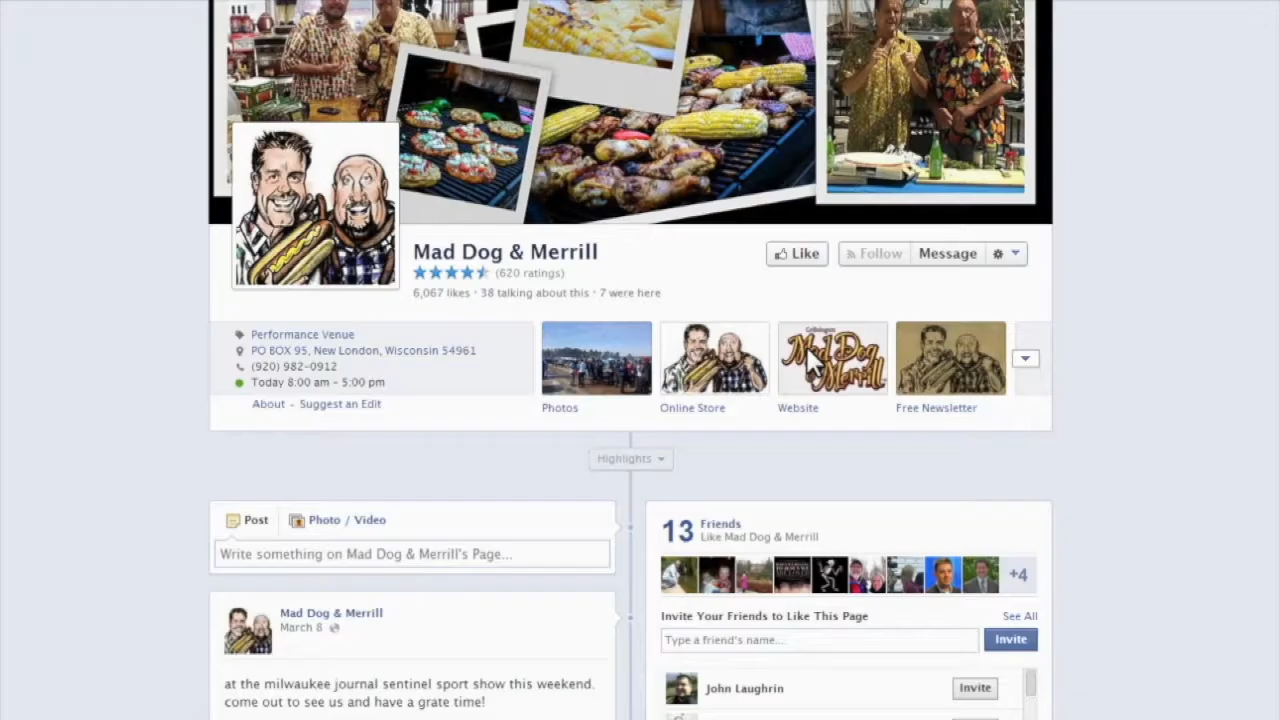 Mad Dog & Merrill
(620 ratings)
6,067 likes · 38 talking about this · 7 were here
Like
Follow
Message
Performance Venue
PO BOX 95, New London, Wisconsin 54961
(920) 982-0912
Today 8:00 am - 5:00 pm
About - Suggest an Edit
Photos
Online Store
Mad Dog
Merrill
Website
Free Newsletter
Highlights
Post
Photo / Video
Write something on Mad Dog & Merrill's Page...
Mad Dog & Merrill
March 8
at the milwaukee journal sentinel sport show this weekend.
come out to see us and have a grate time!
13 Friends
Like Mad Dog & Merrill
+4
Invite Your Friends to Like This Page
See All
Type a friend's name...
Invite
John Laughrin
Invite